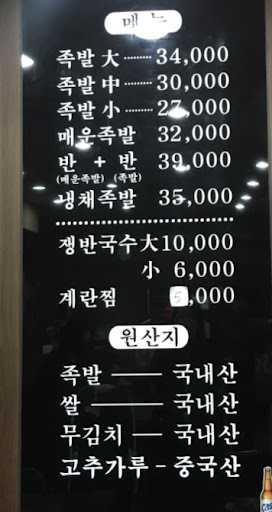 메뉴
족발 大 ········· 34,000
족발 中 ········· 30,000
족발 小 ········· 27,000
매운족발 32,000
반 + 반 39,000
(매운족발) (족발)
냉채족발 35,000
쟁반국수 大 10,000
小 6,000
계란찜 5,000
원산지
족발 ── 국내산
쌀 ── 국내산
무김치 ─ 국내산
고추가루 - 중국산